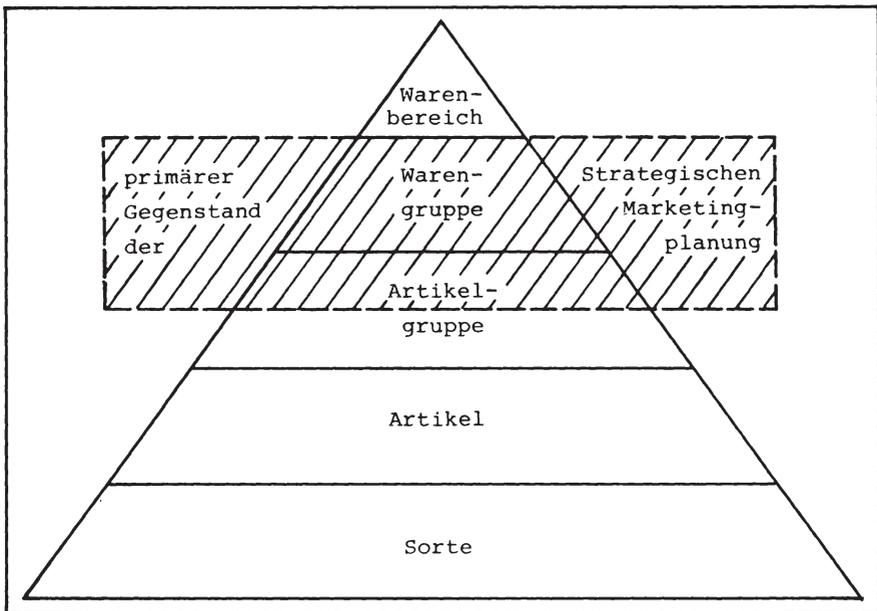 Waren-
bereich
primärer
Gegenstand
der
Waren-
gruppe
Strategischen
Marketing-
planung
Artikel-
gruppe
Artikel
Sorte